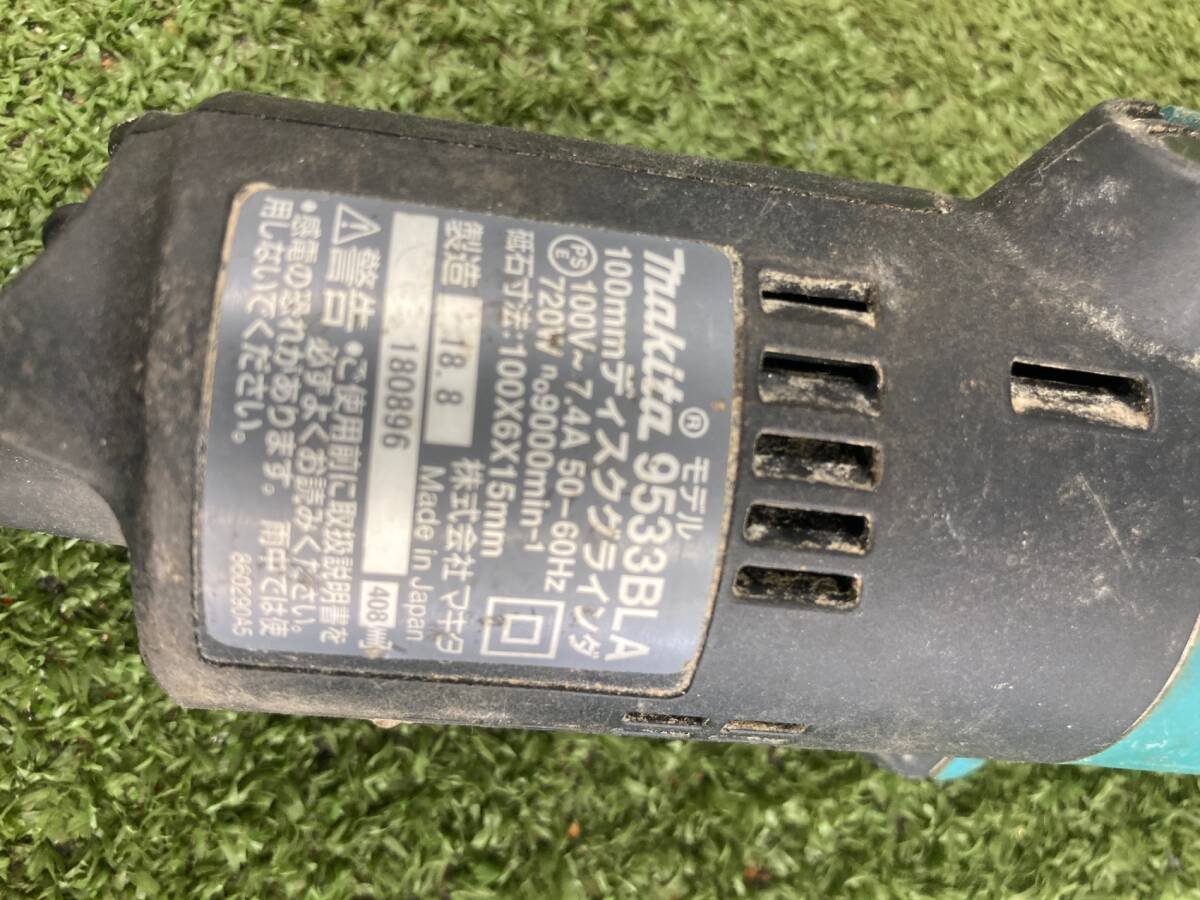 makita® モデル 9533BLA
100mmディスクグラインダ
PSE 100V~ 7.4A 50-60Hz
720W n₀9000min-1
砥石寸法:100X6X15mm
製造 18.8 株式会社マキタ
180896 Made in Japan
408
⚠警告 •ご使用前に取扱説明書を必ずよくお読みください。
•感電の恐れがあります。雨中では使
用しないでください。
860290A5